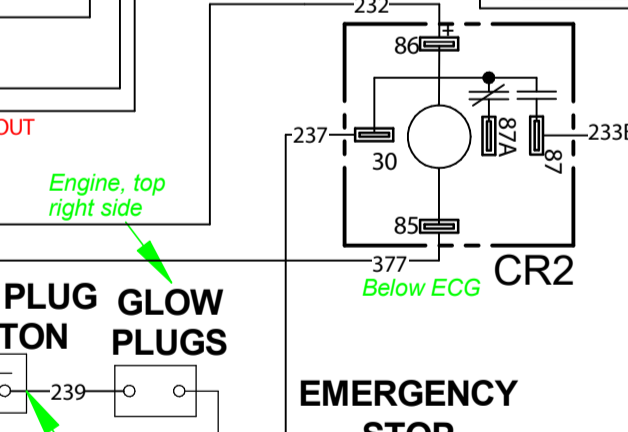 232
86
+
OUT
237
30
87A
87
233E
Engine, top
right side
85
377
CR2
Below ECG
PLUG
TON
GLOW
PLUGS
239
EMERGENCY
STOP